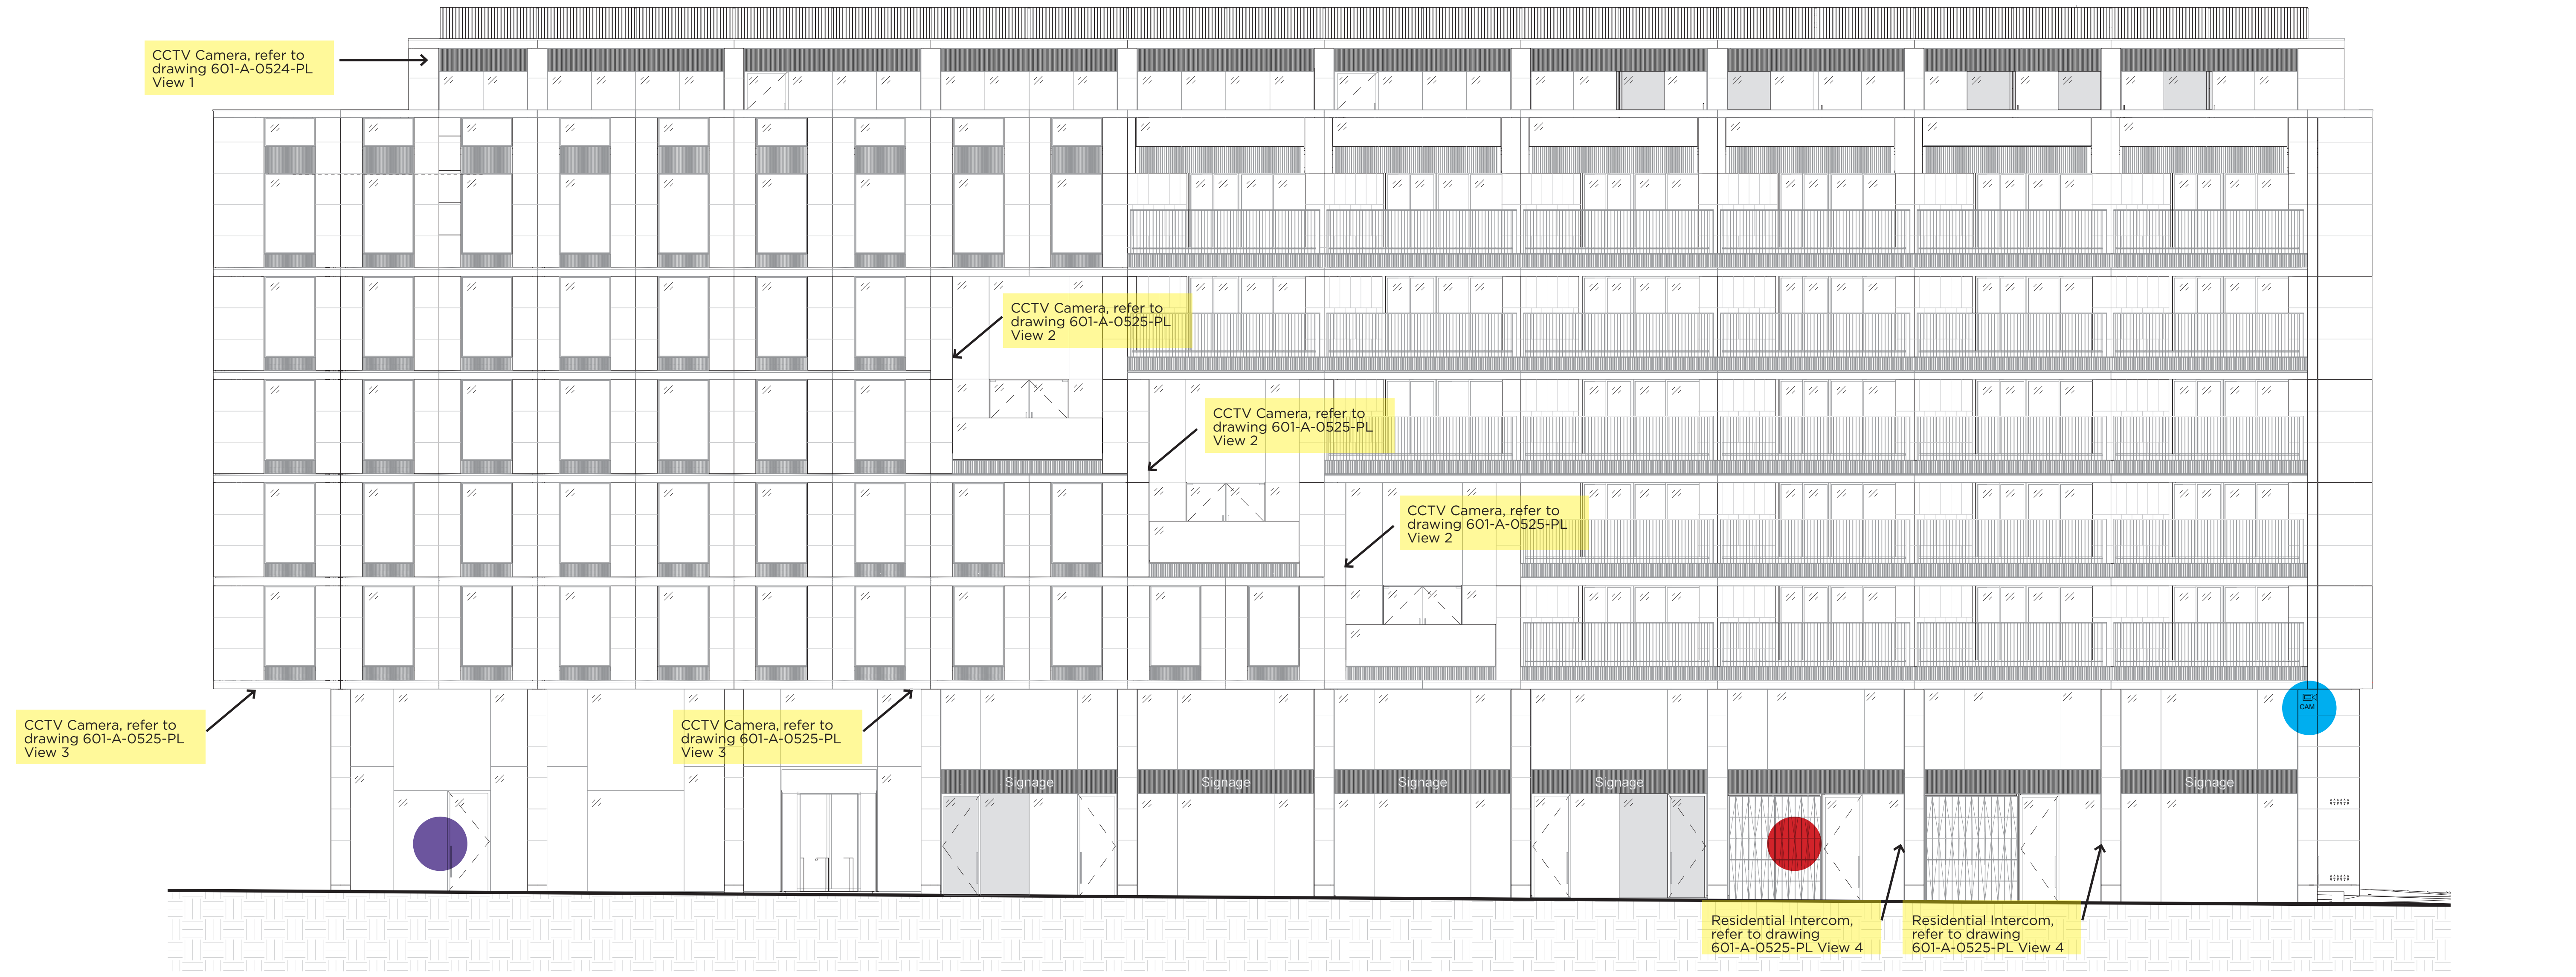 CCTV Camera, refer to
drawing 601-A-0524-PL
View 1
CCTV Camera, refer to
drawing 601-A-0525-PL
View 2
CCTV Camera, refer to
drawing 601-A-0525-PL
View 2
CCTV Camera, refer to
drawing 601-A-0525-PL
View 2
CCTV Camera, refer to
drawing 601-A-0525-PL
View 3
CCTV Camera, refer to
drawing 601-A-0525-PL
View 3
CAM
Signage
Signage
Signage
Signage
Signage
Residential Intercom,
refer to drawing
601-A-0525-PL View 4
Residential Intercom,
refer to drawing
601-A-0525-PL View 4